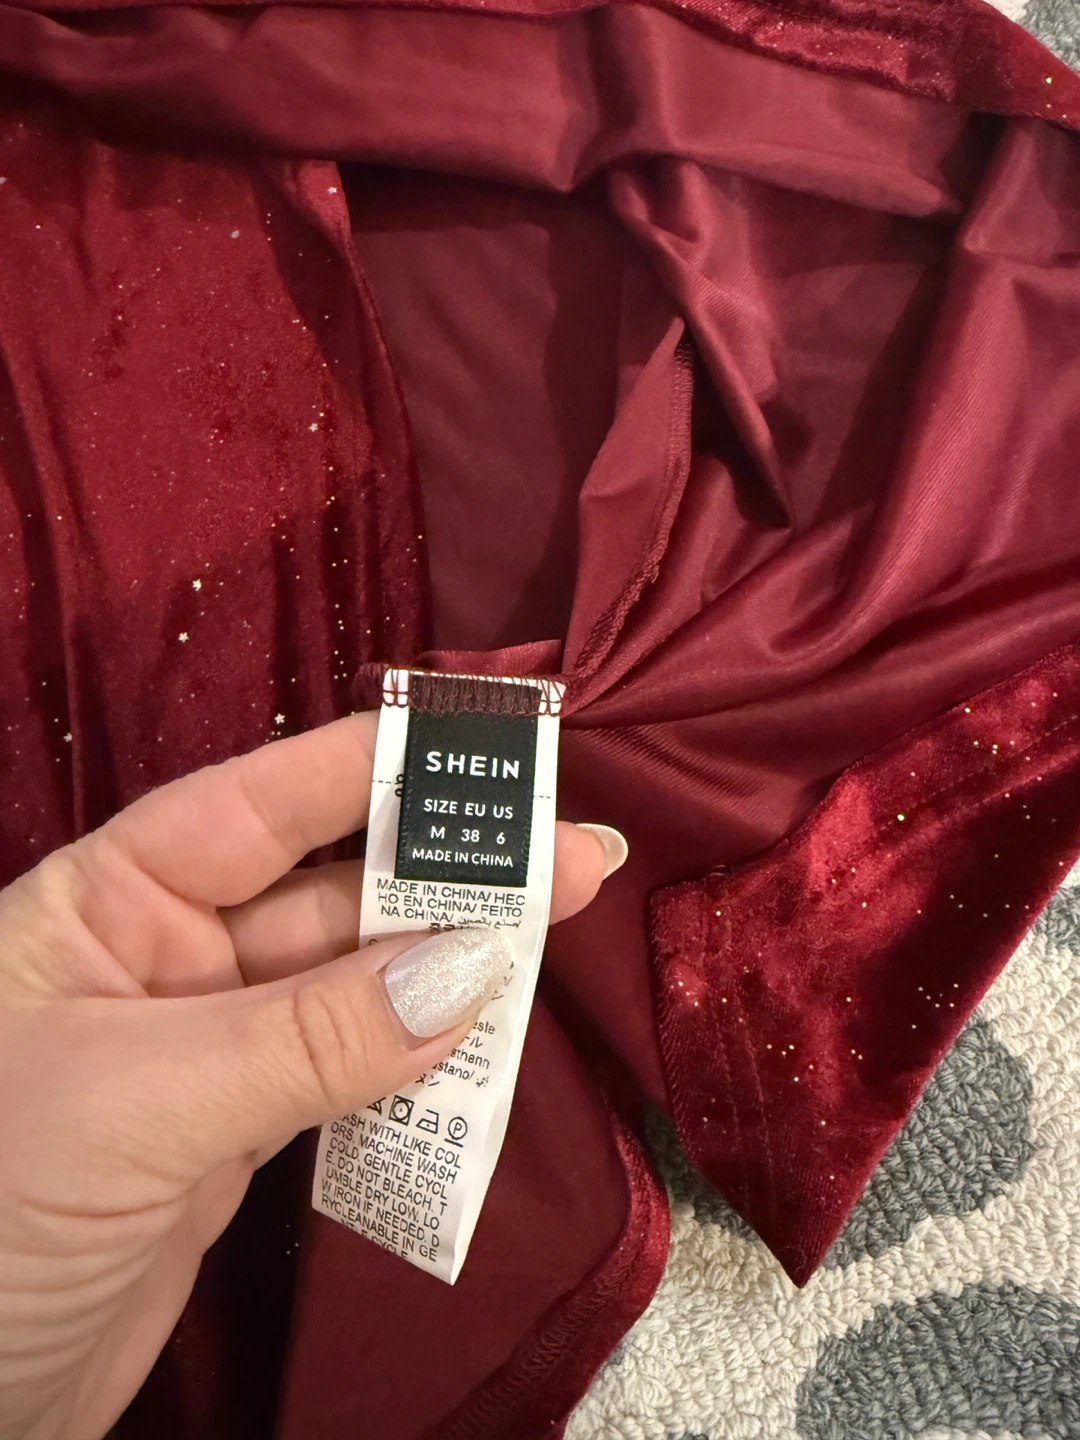 SHEIN
SIZE EU US
M 38 6
MADE IN CHINA
MADE IN CHINA/ HEC
HO EN CHINA/ FEITO
NA CHINA/
ASH WITH LIKE COL
ORS. MACHINE WASH
COLD. GENTLE CYCL
E. DO NOT BLEACH. T
UMBLE DRY LOW. LO
W IRON IF NEEDED. D
RYCLEANABLE IN GE
CYCLE